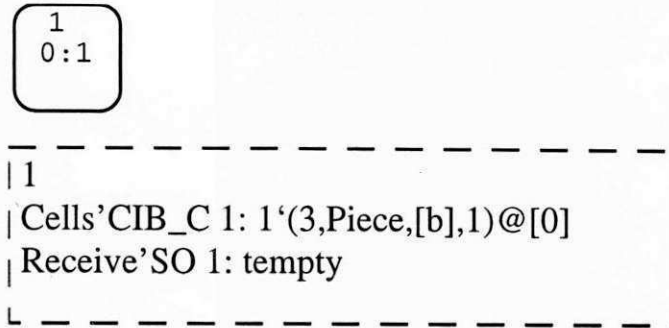 1
0:1
1
Cells’CIB_C 1: 1‘(3,Piece,[b],1)@[0]
Receive’SO 1: tempty